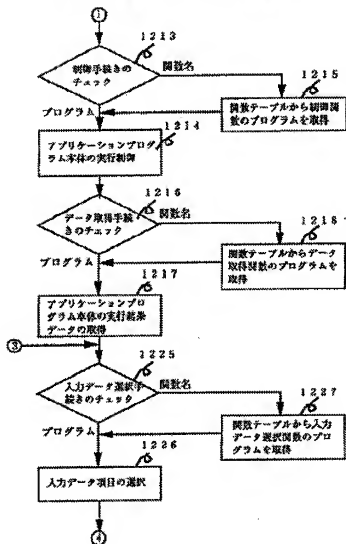 ①
1213
制御手続きの
チェック
関数名
1215
関数テーブルから制御関
数のプログラムを取得
プログラム
1214
アプリケーションプログ
ラム本体の実行制御
1216
データ取得手続
きのチェック
関数名
1218
関数テーブルからデータ
取得関数のプログラムを
取得
プログラム
1217
アプリケーションプロ
グラム本体の実行結果
データの取得
③
1225
入力データ選択手
続きのチェック
関数名
1227
関数テーブルから入力
データ選択関数のプロ
グラムを取得
プログラム
1226
入力データ項目の選択
④